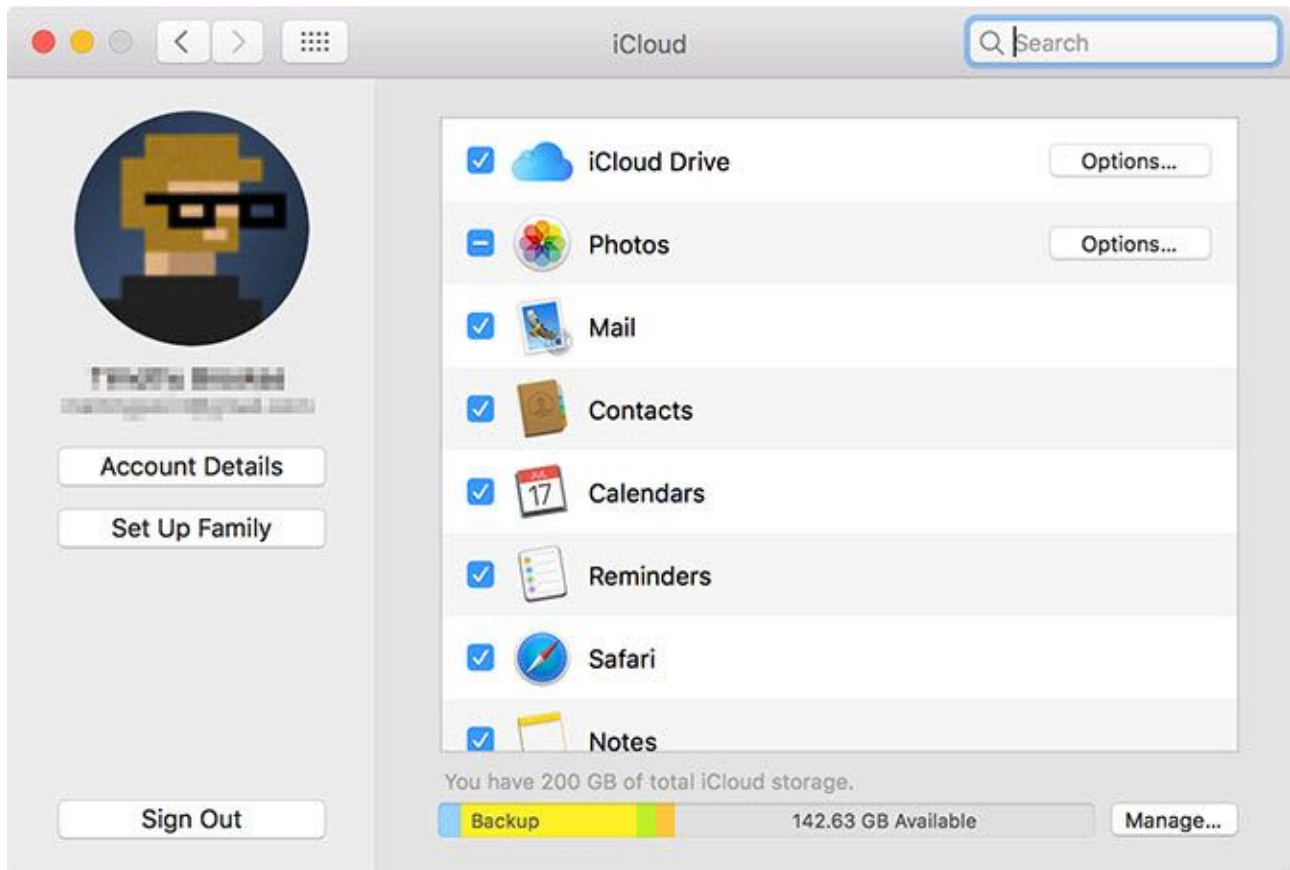 iCloud
Search
iCloud Drive
Options...
Photos
Options...
Mail
Contacts
Account Details
JUL
17
Calendars
Set Up Family
Reminders
Safari
Notes
You have 200 GB of total iCloud storage.
Sign Out
Backup
142.63 GB Available
Manage...